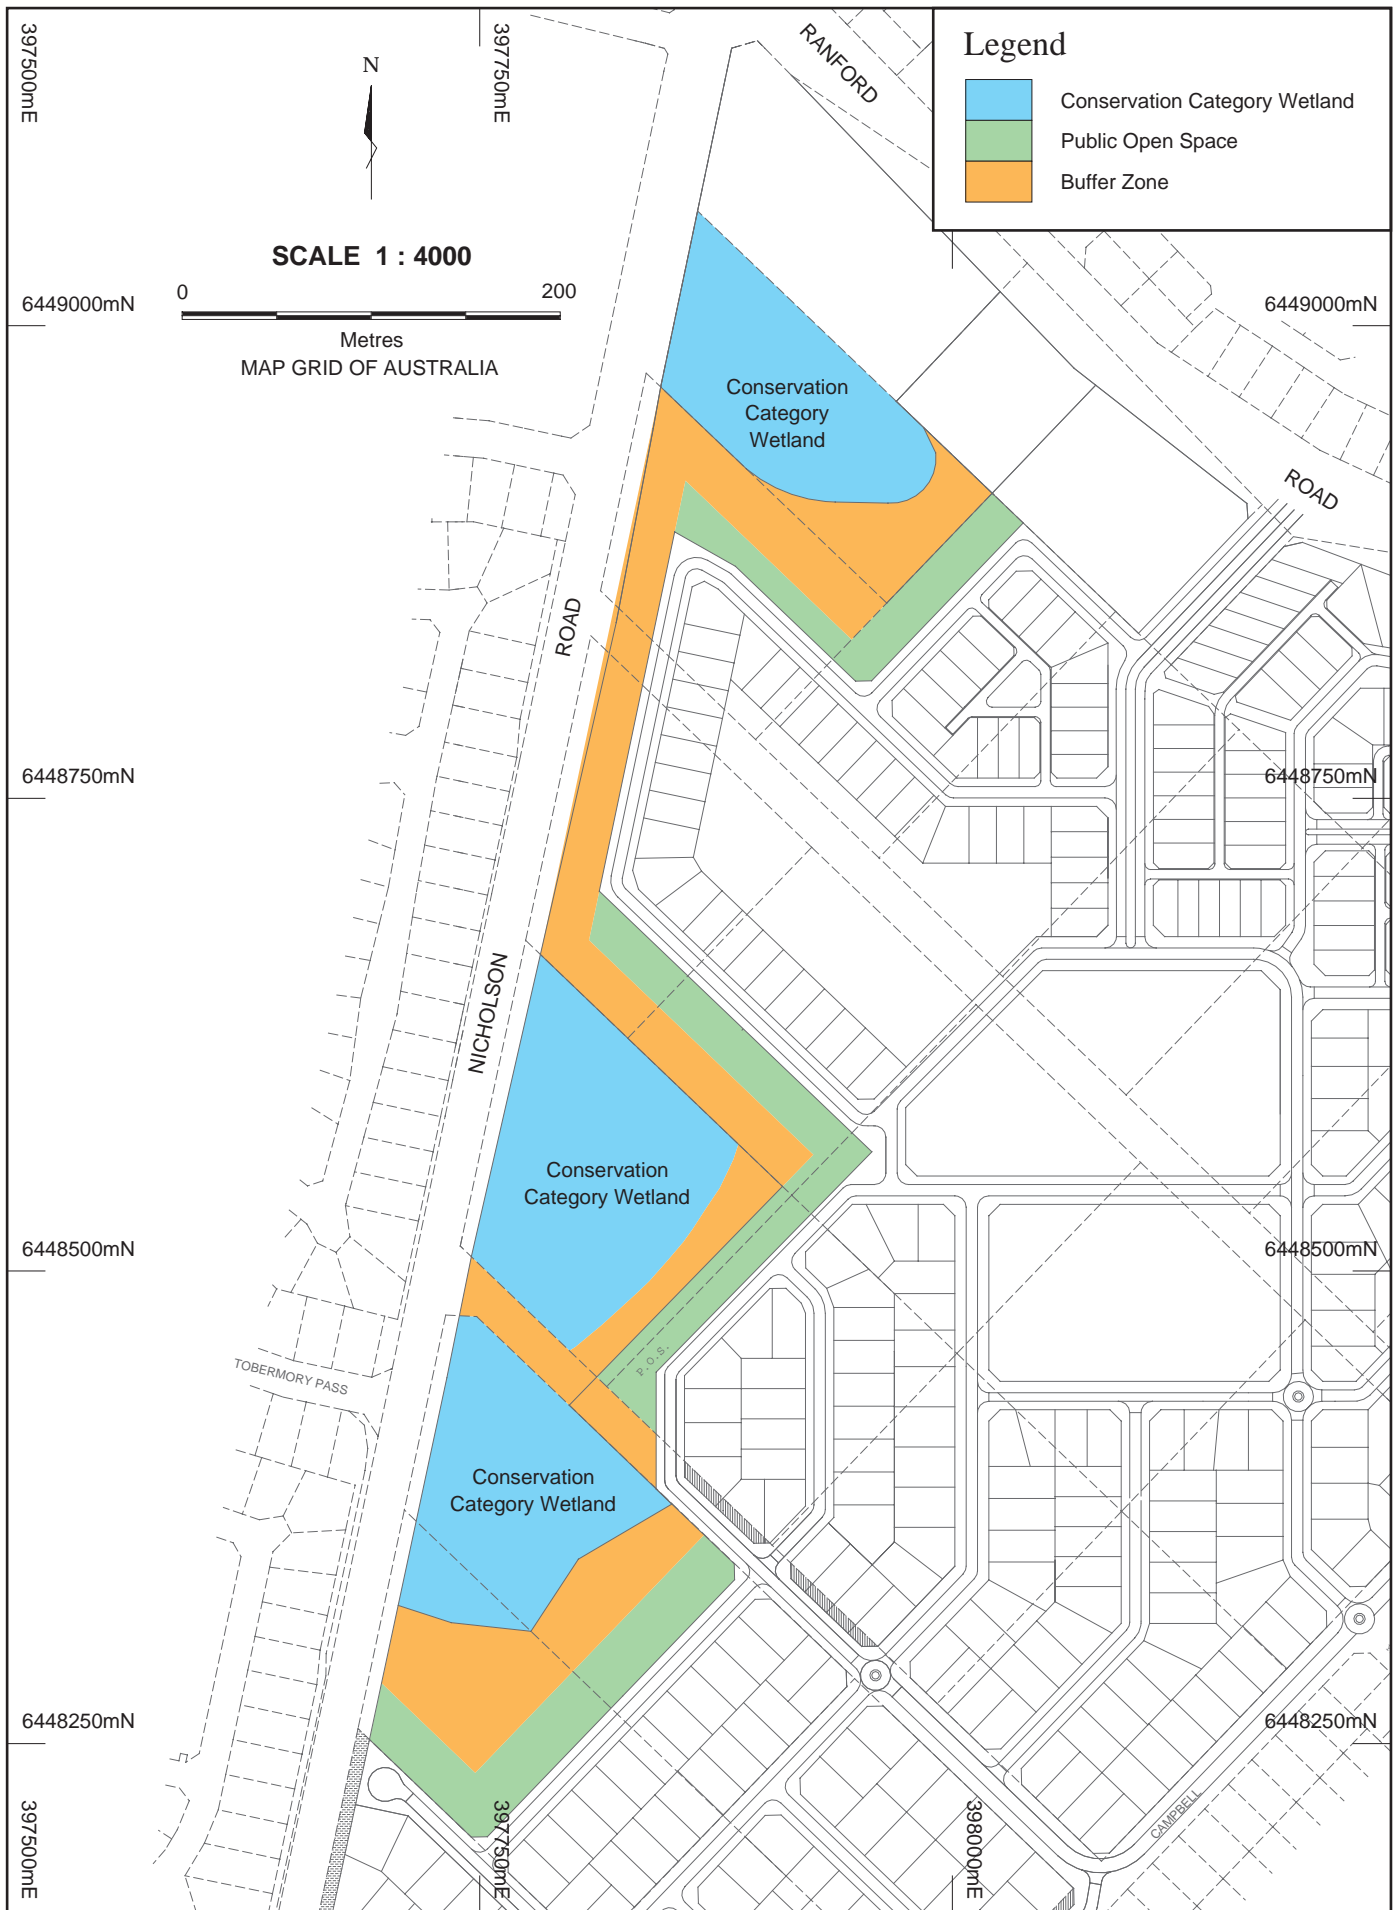 397500mE
397750mE
N
RANFORD
Legend
Conservation Category Wetland
Public Open Space
Buffer Zone
SCALE 1 : 4000
0
200
Metres
MAP GRID OF AUSTRALIA
6449000mN
6449000mN
Conservation
Category
Wetland
ROAD
ROAD
6448750mN
6448750mN
NICHOLSON
Conservation
Category Wetland
6448500mN
6448500mN
P.O.S.
TOBERMORY PASS
Conservation
Category Wetland
6448250mN
6448250mN
CAMPBELL
397500mE
397750mE
398000mE